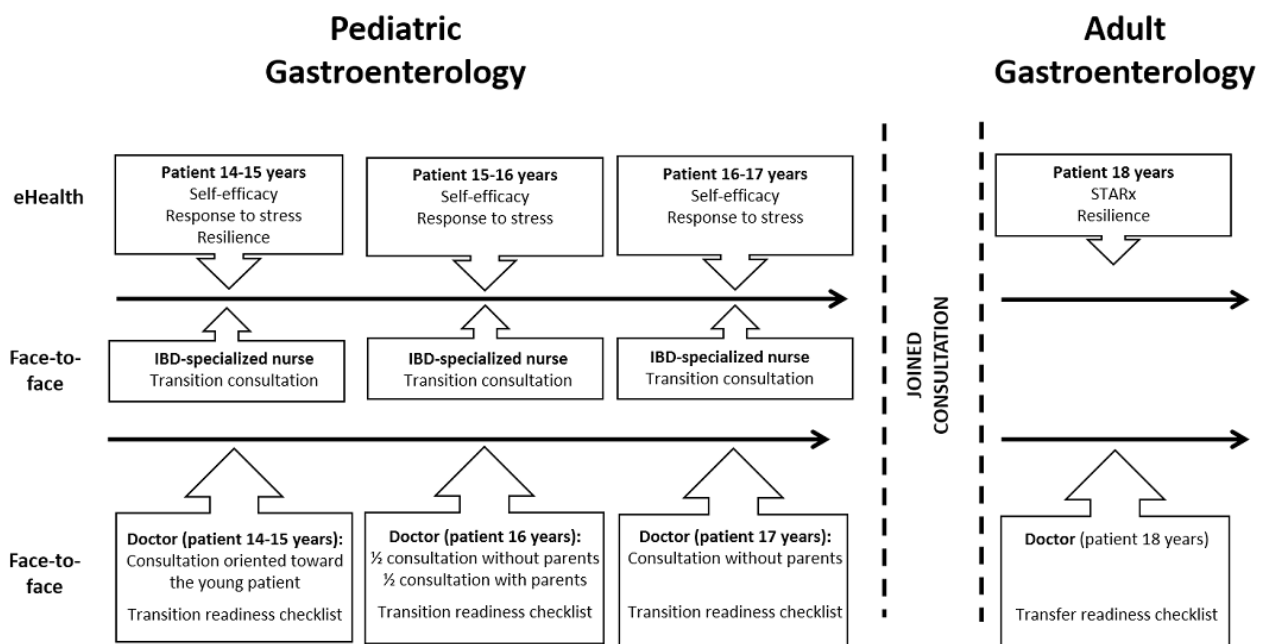 Pediatric
Gastroenterology
Adult
Gastroenterology
eHealth
Patient 14-15 years
Self-efficacy
Response to stress
Resilience
Patient 15-16 years
Self-efficacy
Response to stress
Patient 16-17 years
Self-efficacy
Response to stress
Patient 18 years
STARx
Resilience
Face-to-
face
IBD-specialized nurse
Transition consultation
IBD-specialized nurse
Transition consultation
IBD-specialized nurse
Transition consultation
JOINED
CONSULTATION
Face-to-
face
Doctor (patient 14-15 years):
Consultation oriented toward
the young patient
Transition readiness checklist
Doctor (patient 16 years):
½ consultation without parents
½ consultation with parents
Transition readiness checklist
Doctor (patient 17 years):
Consultation without parents
Transition readiness checklist
Doctor (patient 18 years)
Transfer readiness checklist